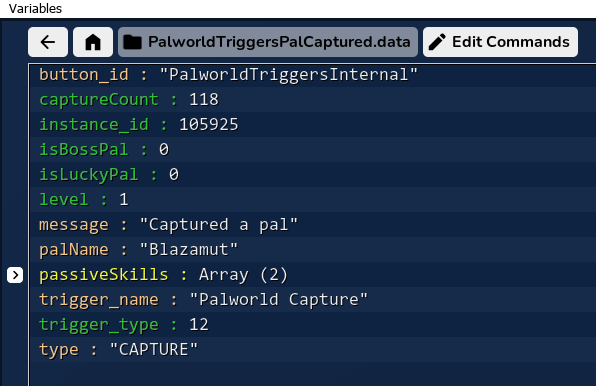 Variables
PalworldTriggersPalCaptured.data Edit Commands
button_id : "PalworldTriggersInternal"
captureCount : 118
instance_id : 105925
isBossPal : 0
isLuckyPal : 0
level : 1
message : "Captured a pal"
palName : "Blazamut"
passiveSkills : Array (2)
trigger_name : "Palworld Capture"
trigger_type : 12
type : "CAPTURE"